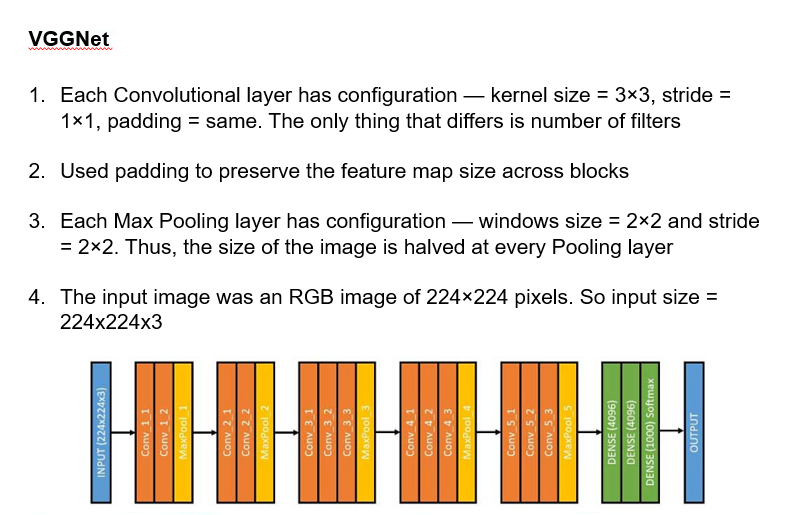 VGGNet
1. Each Convolutional layer has configuration — kernel size = 3×3, stride =
1×1, padding = same. The only thing that differs is number of filters
2. Used padding to preserve the feature map size across blocks
3. Each Max Pooling layer has configuration — windows size = 2×2 and stride
= 2×2. Thus, the size of the image is halved at every Pooling layer
4. The input image was an RGB image of 224×224 pixels. So input size =
224x224x3
INPUT (224x224x3)
Conv_1_1
Conv_1_2
MaxPool_1
Conv_2_1
Conv_2_2
MaxPool_2
Conv_3_1
Conv_3_2
Conv_3_3
MaxPool_3
Conv_4_1
Conv_4_2
Conv_4_3
MaxPool_4
Conv_5_1
Conv_5_2
Conv_5_3
MaxPool_5
DENSE (4096)
DENSE (4096)
DENSE (1000) Softmax
OUTPUT